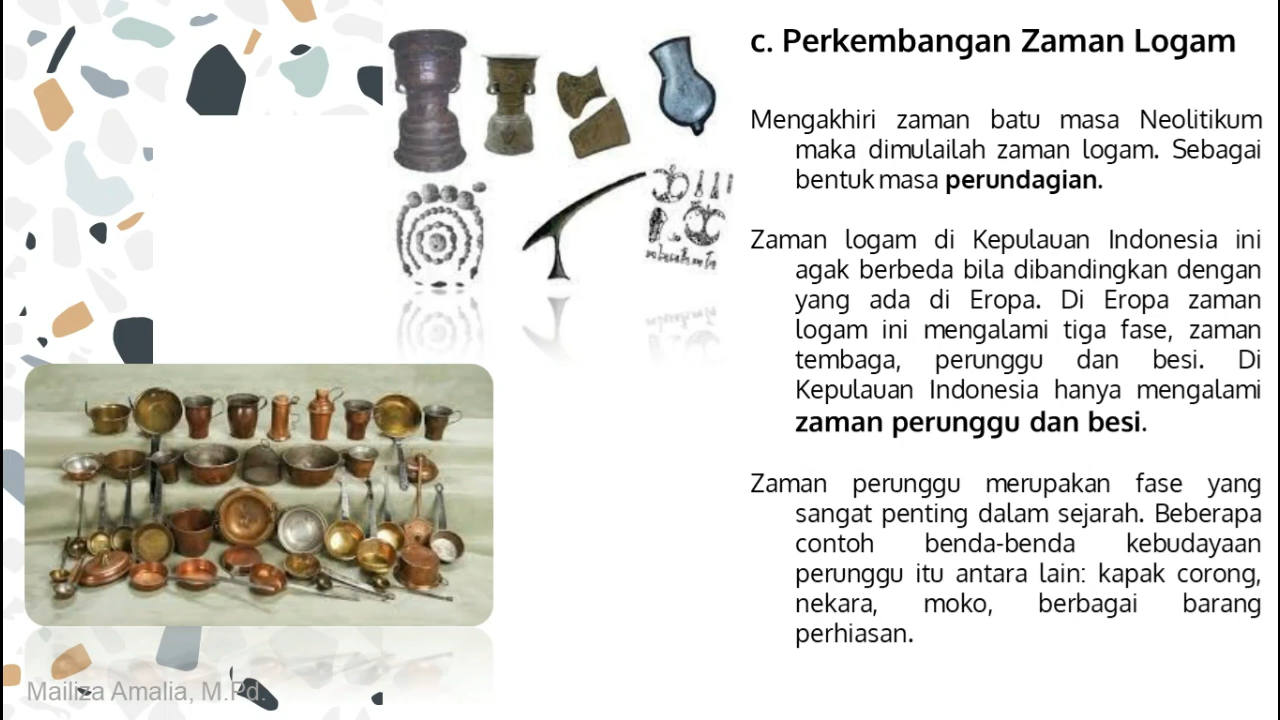 c. Perkembangan Zaman Logam
Mengakhiri zaman batu masa Neolitikum
maka dimulailah zaman logam. Sebagai
bentuk masa perundagian.
Zaman logam di Kepulauan Indonesia ini
agak berbeda bila dibandingkan dengan
yang ada di Eropa. Di Eropa zaman
logam ini mengalami tiga fase, zaman
tembaga, perunggu dan besi. Di
Kepulauan Indonesia hanya mengalami
zaman perunggu dan besi.
Zaman perunggu merupakan fase yang
sangat penting dalam sejarah. Beberapa
contoh benda-benda kebudayaan
perunggu itu antara lain: kapak corong,
nekara, moko, berbagai barang
perhiasan.
Mailiza Amalia, M.Pd.